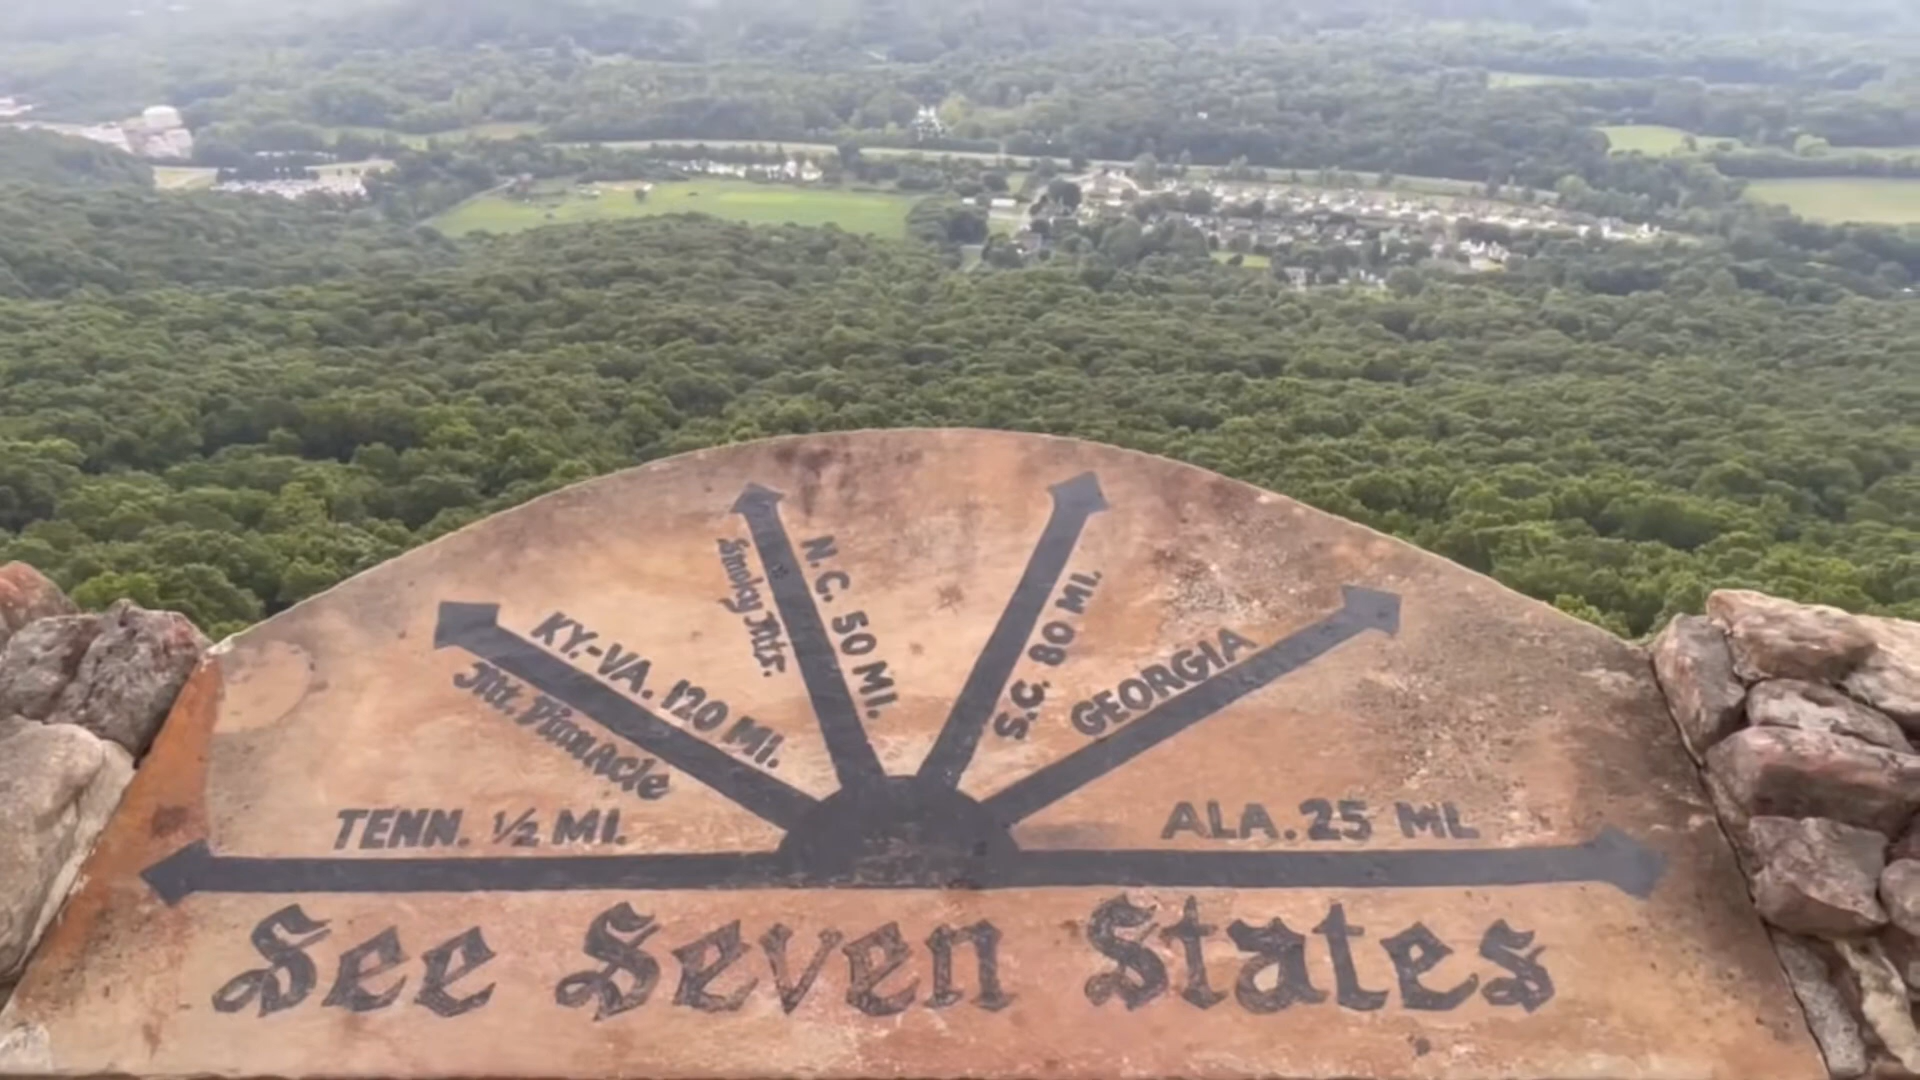 TENN. ½ MI.
KY.-VA. 120 MI.
Mt. Pinnacle
N.C. 50 MI.
Smoky Mts.
S.C. 80 MI.
GEORGIA
ALA. 25 MI.
See Seven States